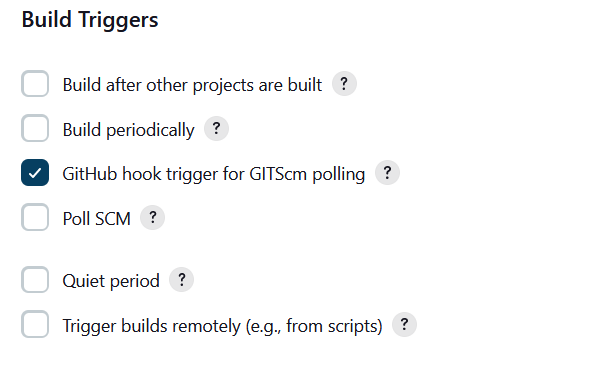 Build Triggers
Build after other projects are built ?
Build periodically ?
GitHub hook trigger for GITScm polling ?
Poll SCM ?
Quiet period ?
Trigger builds remotely (e.g., from scripts) ?